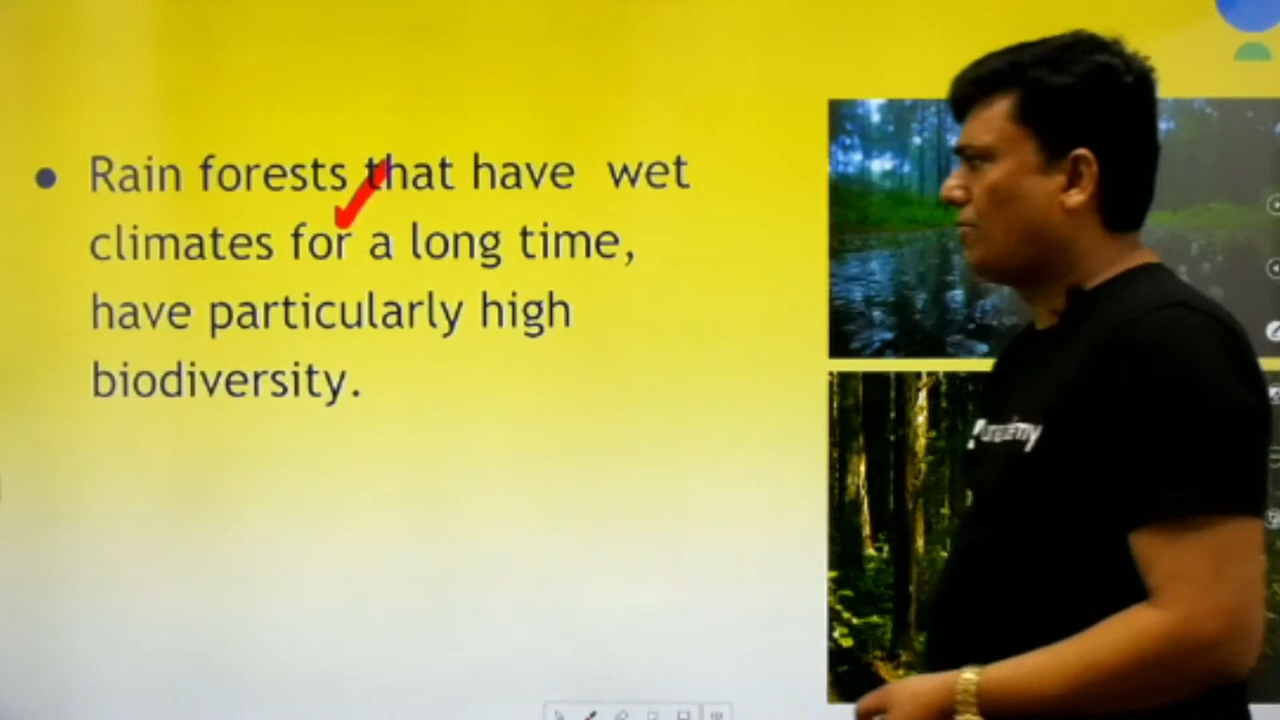 Rain forests that have wet
climates for a long time,
have particularly high
biodiversity.